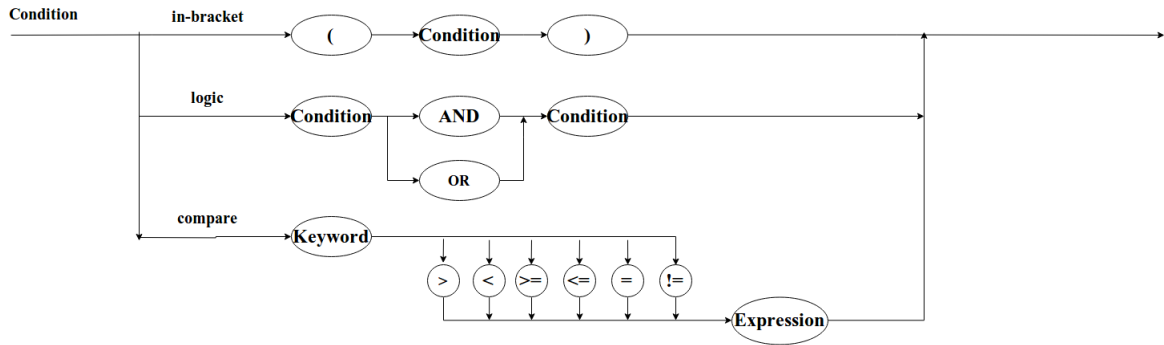 Condition
in-bracket
(
Condition
)
logic
Condition
AND
Condition
OR
compare
Keyword
>
<
>=
<=
=
!=
Expression